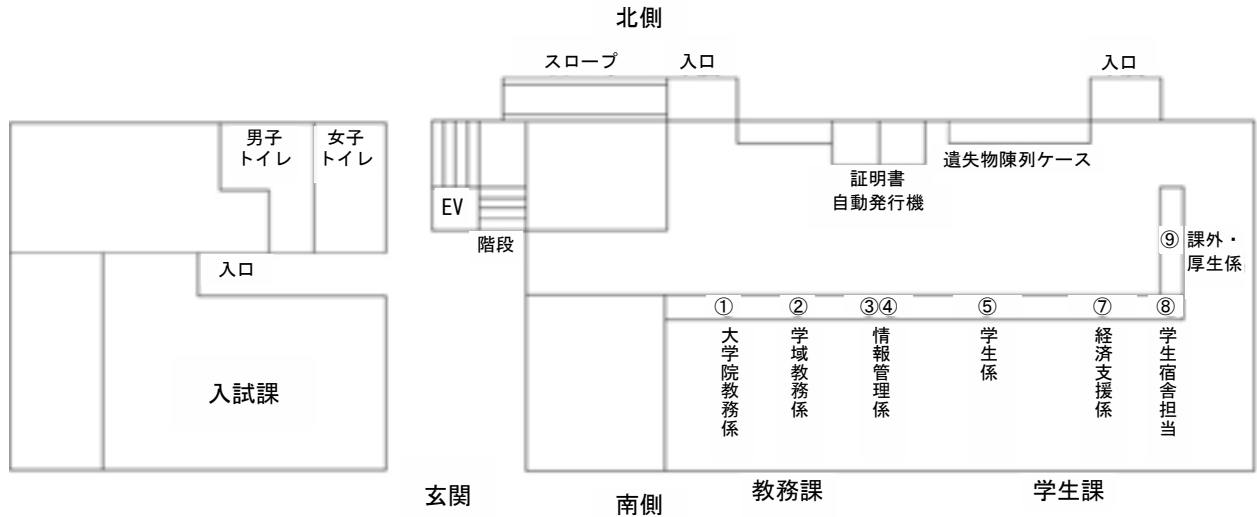 北側
スロープ
入口
入口
男子
トイレ
女子
トイレ
遺失物陳列ケース
証明書
自動発行機
EV
階段
⑨ 課外・
厚生係
入口
① 大学院教務係
② 学域教務係
③④ 情報管理係
⑤ 学生係
⑦ 経済支援係
⑧ 学生宿舎担当
入試課
玄関
南側
教務課
学生課